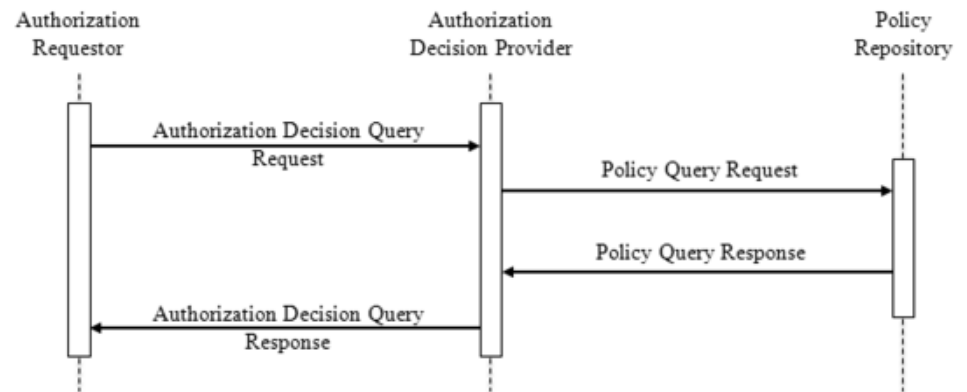 Authorization
Requestor
Authorization
Decision Provider
Policy
Repository
Authorization Decision Query
Request
Policy Query Request
Policy Query Response
Authorization Decision Query
Response